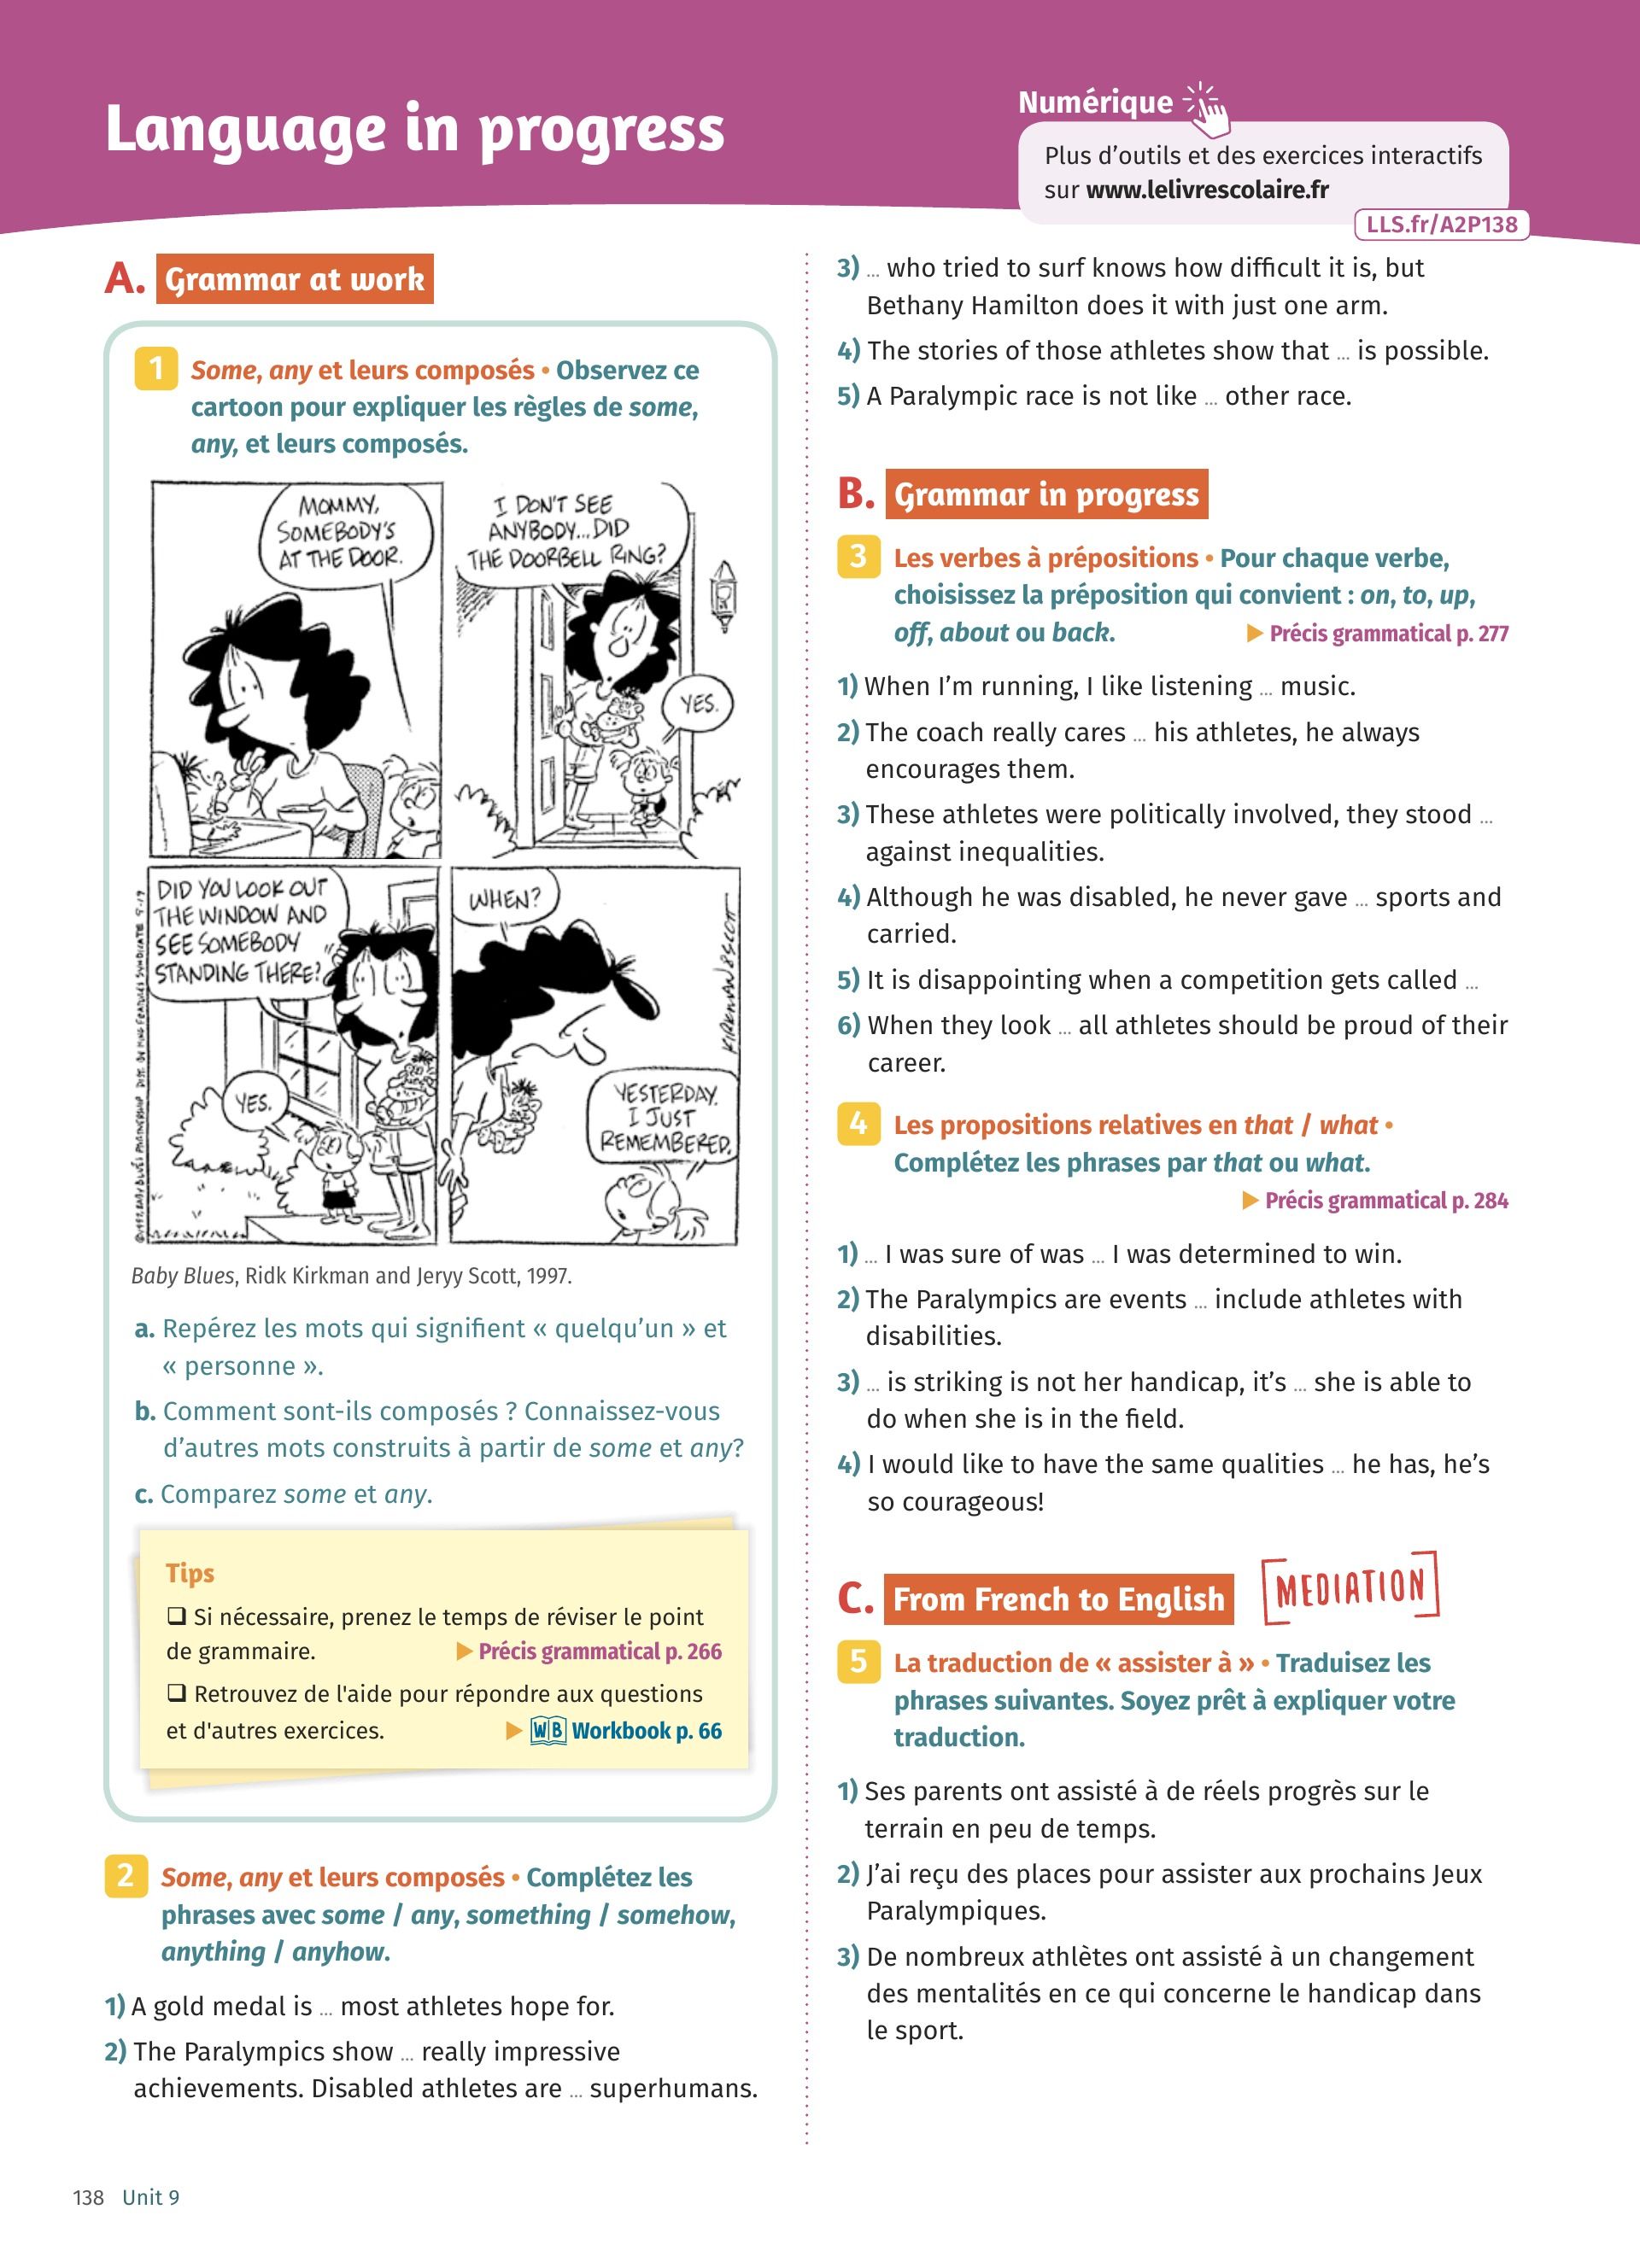 Language in progress
Numérique
Plus d'outils et des exercices interactifs
sur www.lelivrescolaire.fr
LLS.fr/A2P138
A. Grammar at work
1 Some, any et leurs composés • Observez ce
cartoon pour expliquer les règles de some,
any, et leurs composés.
MOMMY,
SOMEBODY'S
AT THE DOOR.
I DON'T SEE
ANYBODY...DID
THE DOORBELL RING?
YES.
DID YOU LOOK OUT
THE WINDOW AND
SEE SOMEBODY
STANDING THERE?
YES.
WHEN?
YESTERDAY.
I JUST
REMEMBERED.
KIRKMAN & SCOTT
©1997, BABY BLUES PARTNERSHIP DIST. BY KING FEATURES SYNDICATE 9-19
Baby Blues, Ridk Kirkman and Jeryy Scott, 1997.
a. Repérez les mots qui signifient « quelqu'un » et
« personne ».
b. Comment sont-ils composés ? Connaissez-vous
d'autres mots construits à partir de some et any?
c. Comparez some et any.
Tips
❑ Si nécessaire, prenez le temps de réviser le point
de grammaire. ▶ Précis grammatical p. 266
❑ Retrouvez de l'aide pour répondre aux questions
et d'autres exercices. ▶ WB Workbook p. 66
2 Some, any et leurs composés • Complétez les
phrases avec some / any, something / somehow,
anything / anyhow.
1) A gold medal is ... most athletes hope for.
2) The Paralympics show ... really impressive
achievements. Disabled athletes are ... superhumans.
3) ... who tried to surf knows how difficult it is, but
Bethany Hamilton does it with just one arm.
4) The stories of those athletes show that ... is possible.
5) A Paralympic race is not like ... other race.
B. Grammar in progress
3 Les verbes à prépositions • Pour chaque verbe,
choisissez la préposition qui convient : on, to, up,
off, about ou back. ▶ Précis grammatical p. 277
1) When I'm running, I like listening ... music.
2) The coach really cares ... his athletes, he always
encourages them.
3) These athletes were politically involved, they stood ...
against inequalities.
4) Although he was disabled, he never gave ... sports and
carried.
5) It is disappointing when a competition gets called ...
6) When they look ... all athletes should be proud of their
career.
4 Les propositions relatives en that / what •
Complétez les phrases par that ou what.
▶ Précis grammatical p. 284
1) ... I was sure of was ... I was determined to win.
2) The Paralympics are events ... include athletes with
disabilities.
3) ... is striking is not her handicap, it's ... she is able to
do when she is in the field.
4) I would like to have the same qualities ... he has, he's
so courageous!
C. From French to English
MEDIATION
5 La traduction de « assister à » • Traduisez les
phrases suivantes. Soyez prêt à expliquer votre
traduction.
1) Ses parents ont assisté à de réels progrès sur le
terrain en peu de temps.
2) J'ai reçu des places pour assister aux prochains Jeux
Paralympiques.
3) De nombreux athlètes ont assisté à un changement
des mentalités en ce qui concerne le handicap dans
le sport.
138 Unit 9